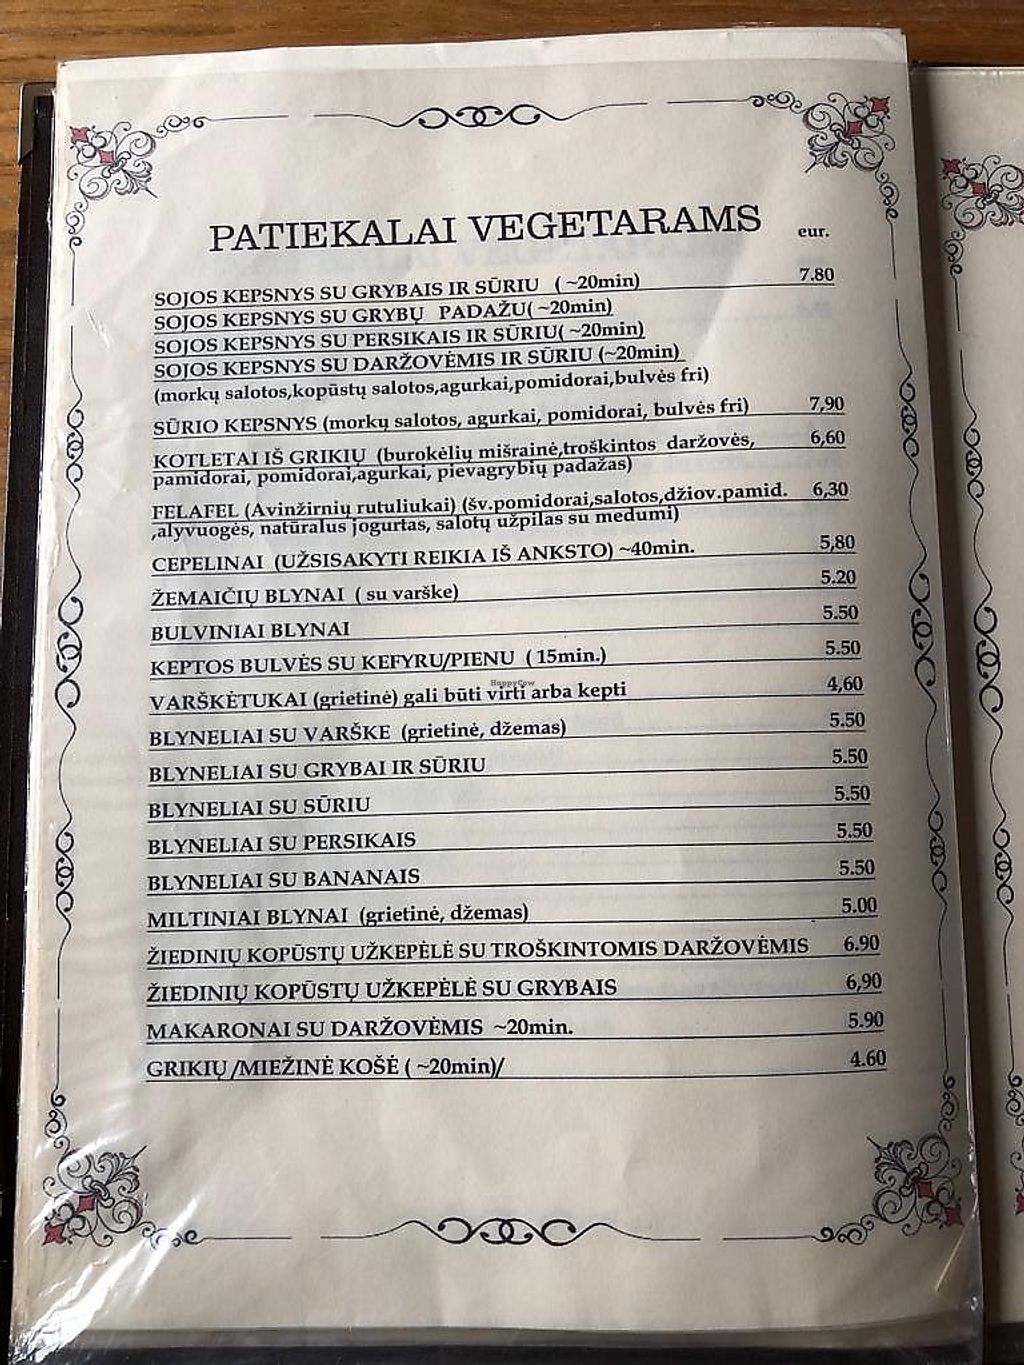 PATIEKALAI VEGETARAMS eur.
SOJOS KEPSNYS SU GRYBAIS IR SŪRIU ( ~20min) 7.80
SOJOS KEPSNYS SU GRYBŲ PADAŽU( ~20min)
SOJOS KEPSNYS SU PERSIKAIS IR SŪRIU( ~20min)
SOJOS KEPSNYS SU DARŽOVĖMIS IR SŪRIU (~20min)
(morkų salotos,kopūstų salotos,agurkai,pomidorai,bulvės fri)
SŪRIO KEPSNYS (morkų salotos, agurkai, pomidorai, bulvės fri) 7,90
KOTLETAI IŠ GRIKIŲ (burokėlių mišrainė,troškintos daržovės, 6,60
pamidorai, pomidorai,agurkai, pievagrybių padažas)
FELAFEL (Avinžirnių rutuliukai) (šv.pomidorai,salotos,džiov.pamid. 6,30
,alyvuogės, natūralus jogurtas, salotų užpilas su medumi)
CEPELINAI (UŽSISAKYTI REIKIA IŠ ANKSTO) ~40min. 5,80
ŽEMAIČIŲ BLYNAI ( su varške) 5.20
BULVINIAI BLYNAI 5.50
KEPTOS BULVĖS SU KEFYRU/PIENU ( 15min.) 5.50
HappyCow
VARŠKĖTUKAI (grietinė) gali būti virti arba kepti 4,60
BLYNELIAI SU VARŠKE (grietinė, džemas) 5.50
BLYNELIAI SU GRYBAI IR SŪRIU 5.50
BLYNELIAI SU SŪRIU 5.50
BLYNELIAI SU PERSIKAIS 5.50
BLYNELIAI SU BANANAIS 5.50
MILTINIAI BLYNAI (grietinė, džemas) 5.00
ŽIEDINIŲ KOPŪSTŲ UŽKEPĖLĖ SU TROŠKINTOMIS DARŽOVĖMIS 6.90
ŽIEDINIŲ KOPŪSTŲ UŽKEPĖLĖ SU GRYBAIS 6,90
MAKARONAI SU DARŽOVĖMIS ~20min. 5.90
GRIKIŲ /MIEŽINĖ KOŠĖ ( ~20min)/ 4.60